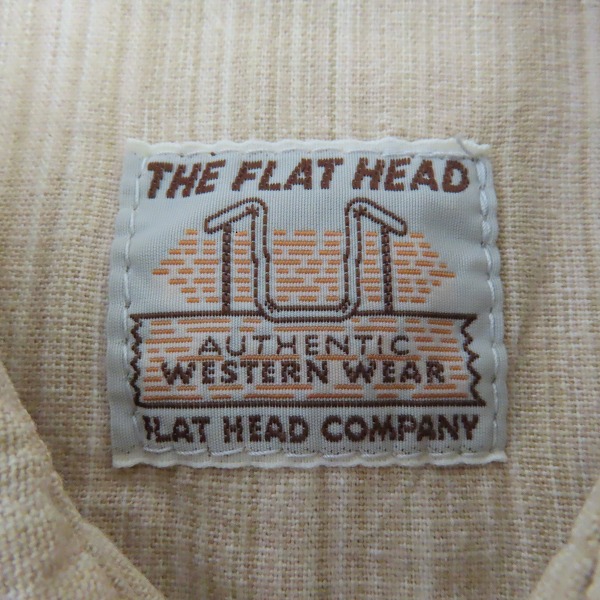 THE FLAT HEAD
AUTHENTIC
WESTERN WEAR
FLAT HEAD COMPANY